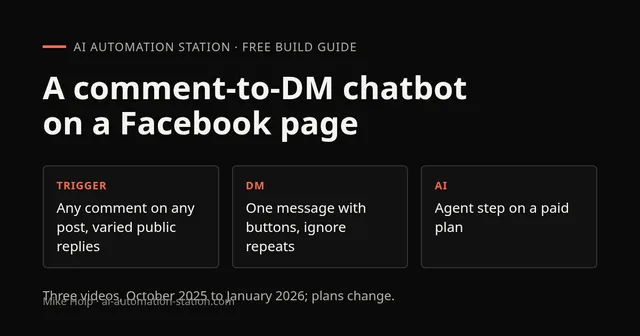 AI AUTOMATION STATION · FREE BUILD GUIDE
A comment-to-DM chatbot
on a Facebook page
TRIGGER
Any comment on any
post, varied public
replies
DM
One message with
buttons, ignore
repeats
AI
Agent step on a paid
plan
Three videos, October 2025 to January 2026; plans change.
Mike Holp · ai-automation-station.com